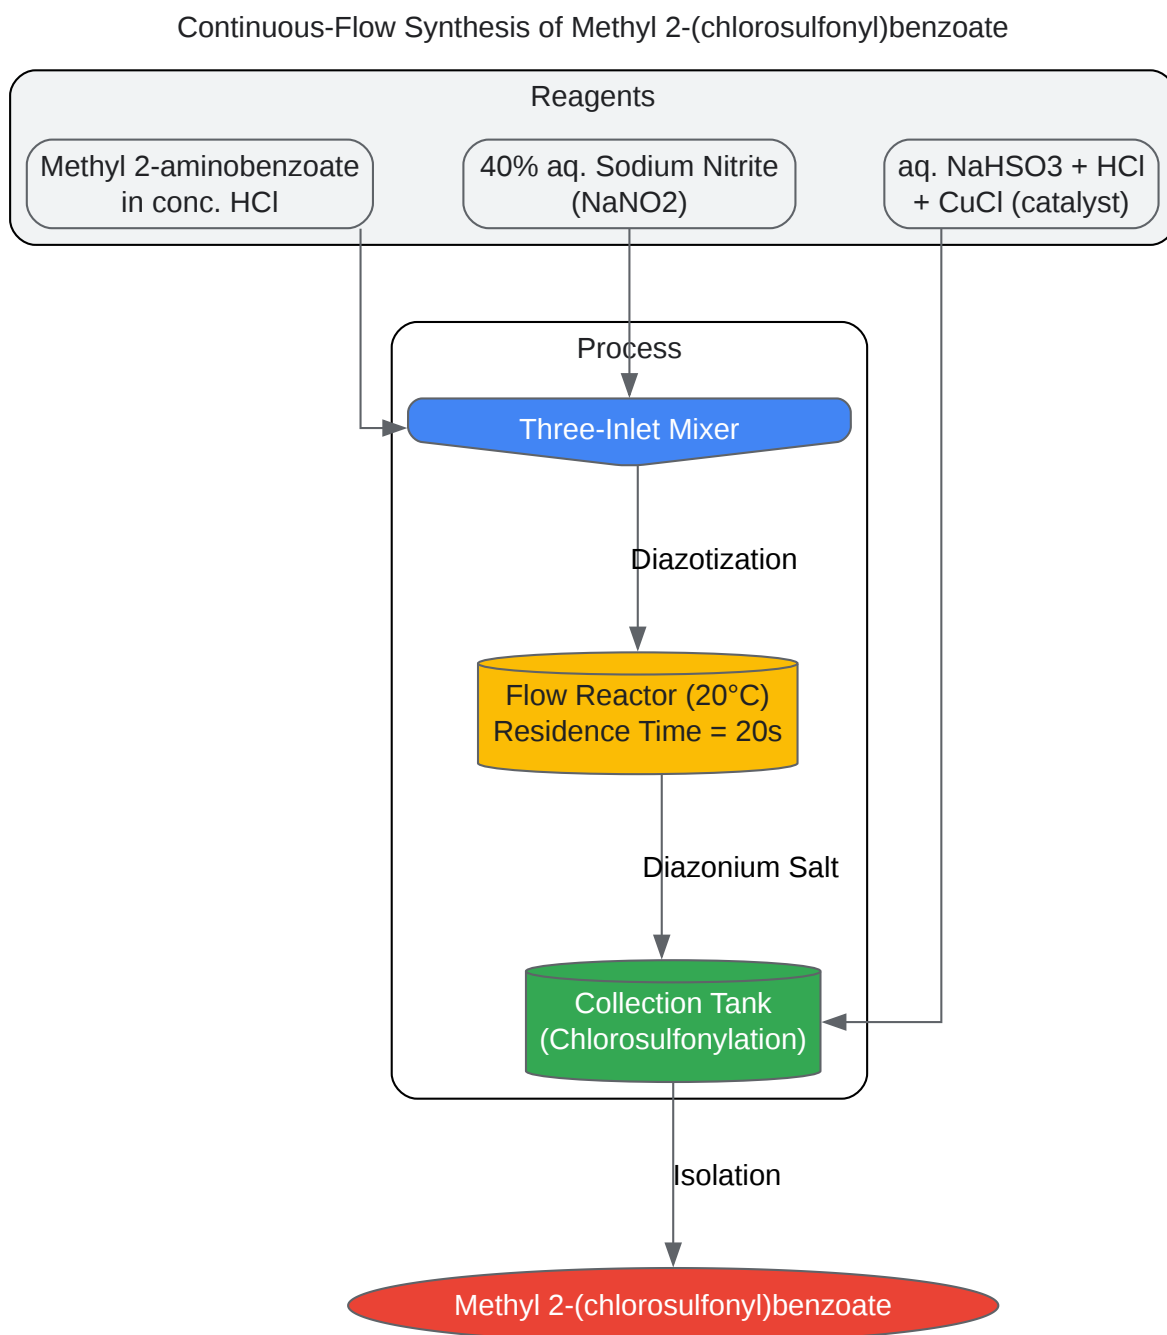 Continuous-Flow Synthesis of Methyl 2-(chlorosulfonyl)benzoate
Reagents
Methyl 2-aminobenzoate
in conc. HCl
40% aq. Sodium Nitrite
(NaNO2)
aq. NaHSO3 + HCl
+ CuCl (catalyst)
Process
Three-Inlet Mixer
Diazotization
Flow Reactor (20°C)
Residence Time = 20s
Diazonium Salt
Collection Tank
(Chlorosulfonylation)
Isolation
Methyl 2-(chlorosulfonyl)benzoate